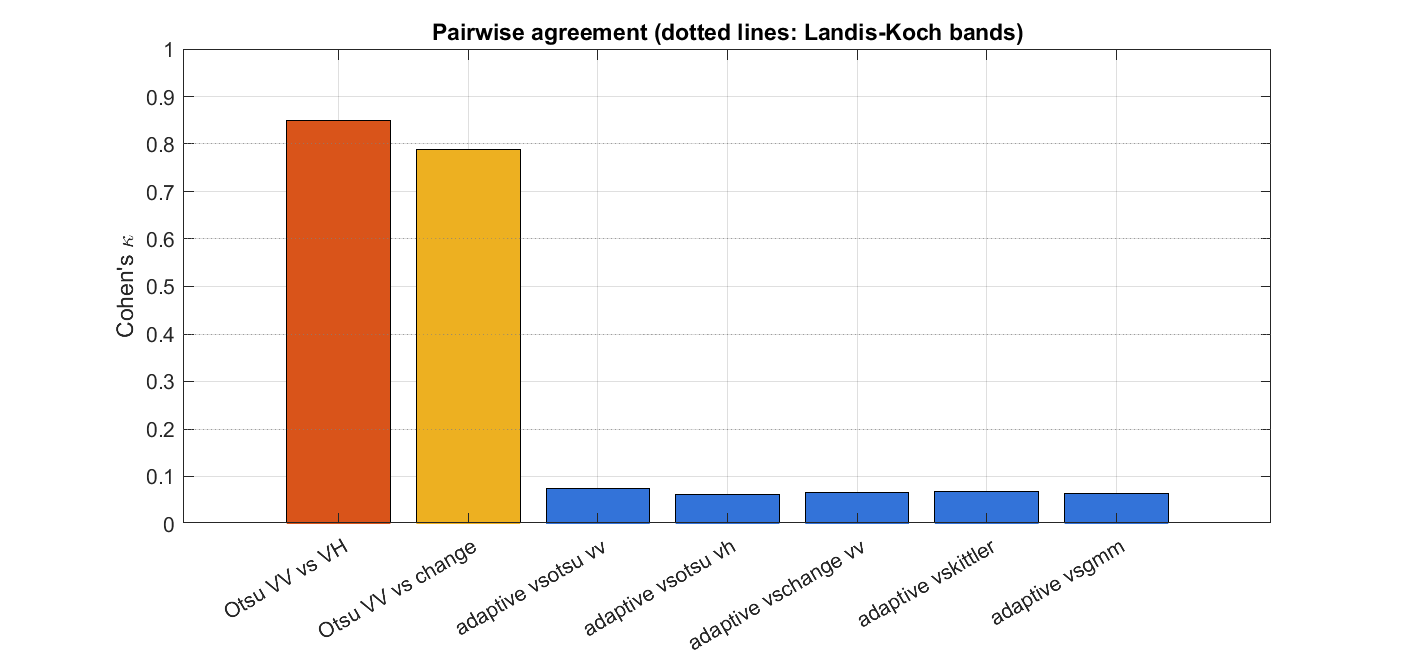 Pairwise agreement (dotted lines: Landis-Koch bands)
1
0.9
0.8
0.7
0.6
0.5
0.4
0.3
0.2
0.1
0
Cohen's κ
Otsu VV vs VH
Otsu VV vs change
adaptive vsotsu vv
adaptive vsotsu vh
adaptive vschange vv
adaptive vskittler
adaptive vsgmm